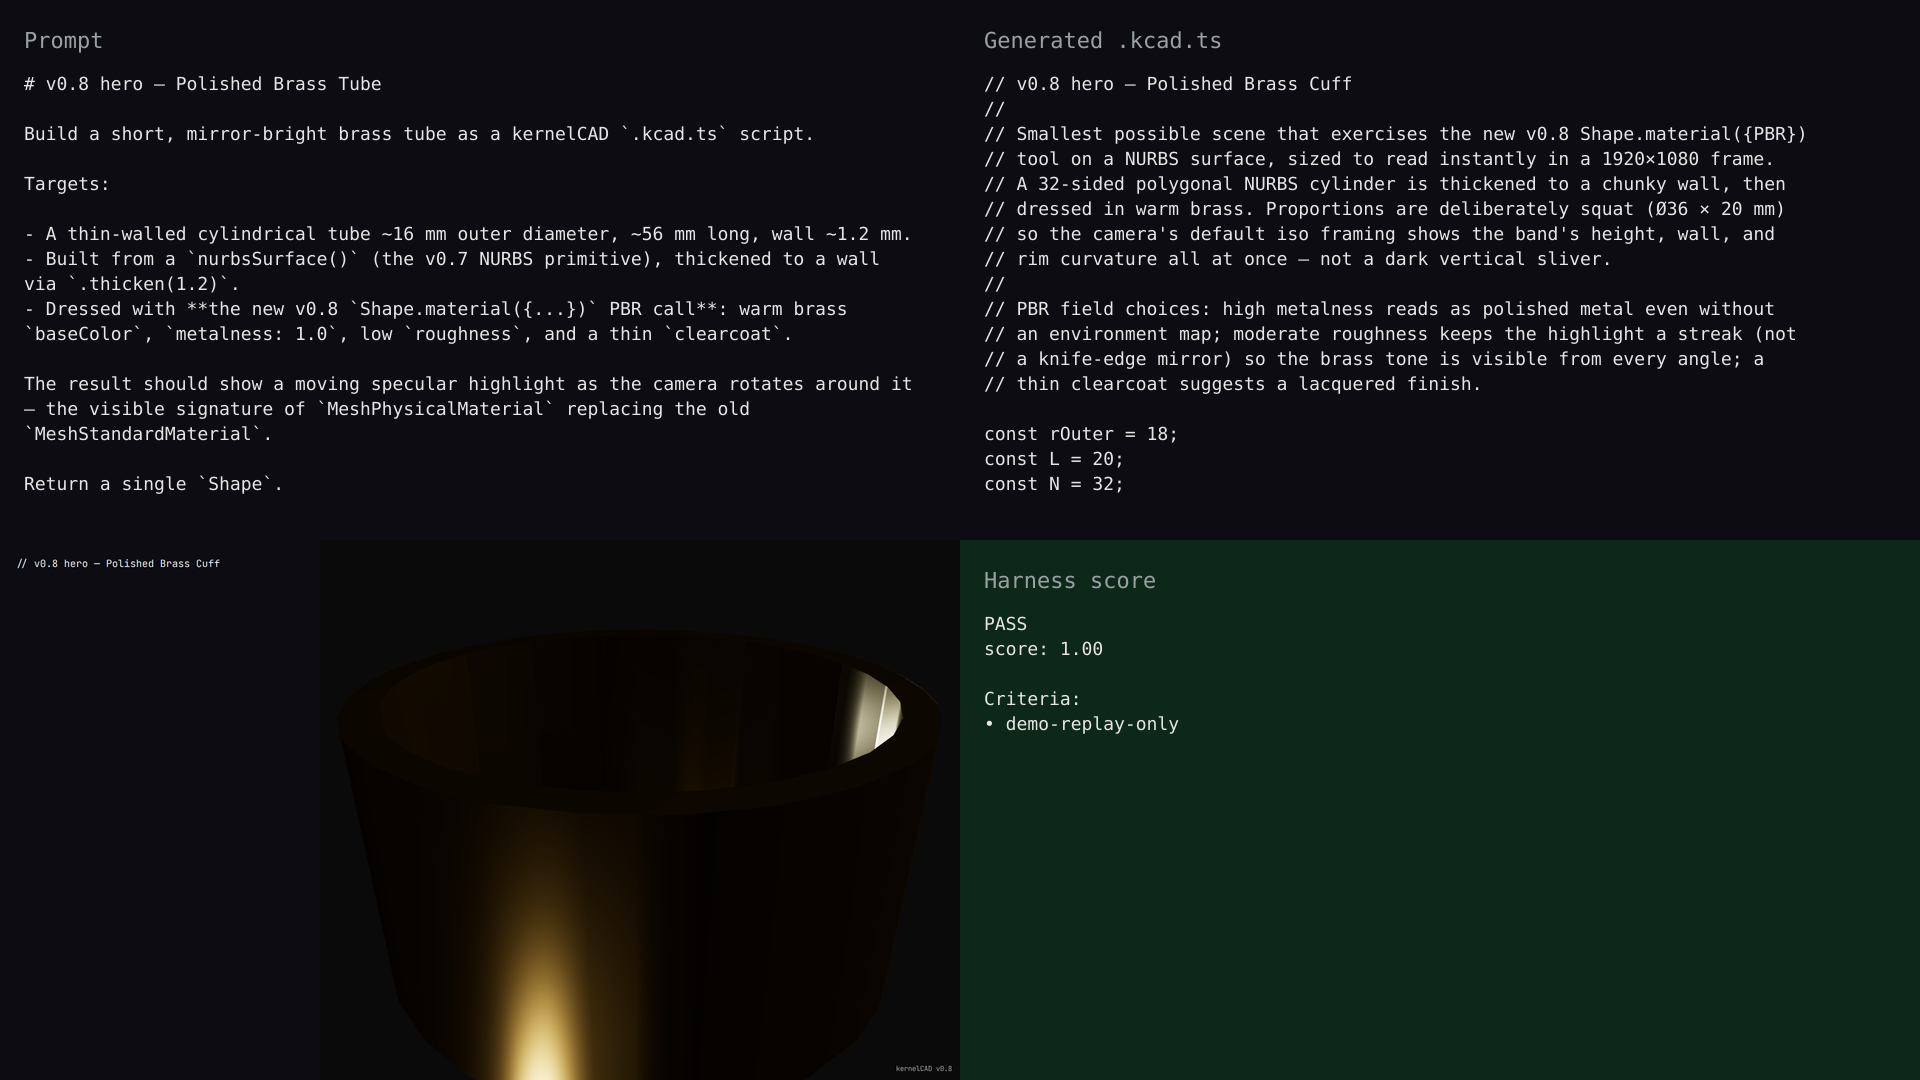 Prompt
# v0.8 hero — Polished Brass Tube
Build a short, mirror-bright brass tube as a kernelCAD `.kcad.ts` script.
Targets:
- A thin-walled cylindrical tube ~16 mm outer diameter, ~56 mm long, wall ~1.2 mm.
- Built from a `nurbsSurface()` (the v0.7 NURBS primitive), thickened to a wall
via `.thicken(1.2)`.
- Dressed with **the new v0.8 `Shape.material({...})` PBR call**: warm brass
`baseColor`, `metalness: 1.0`, low `roughness`, and a thin `clearcoat`.
The result should show a moving specular highlight as the camera rotates around it
— the visible signature of `MeshPhysicalMaterial` replacing the old
`MeshStandardMaterial`.
Return a single `Shape`.
Generated .kcad.ts
// v0.8 hero — Polished Brass Cuff
//
// Smallest possible scene that exercises the new v0.8 Shape.material({PBR})
// tool on a NURBS surface, sized to read instantly in a 1920×1080 frame.
// A 32-sided polygonal NURBS cylinder is thickened to a chunky wall, then
// dressed in warm brass. Proportions are deliberately squat (Ø36 × 20 mm)
// so the camera's default iso framing shows the band's height, wall, and
// rim curvature all at once — not a dark vertical sliver.
//
// PBR field choices: high metalness reads as polished metal even without
// an environment map; moderate roughness keeps the highlight a streak (not
// a knife-edge mirror) so the brass tone is visible from every angle; a
// thin clearcoat suggests a lacquered finish.
const rOuter = 18;
const L = 20;
const N = 32;
// v0.8 hero — Polished Brass Cuff
kernelCAD v0.8
Harness score
PASS
score: 1.00
Criteria:
• demo-replay-only